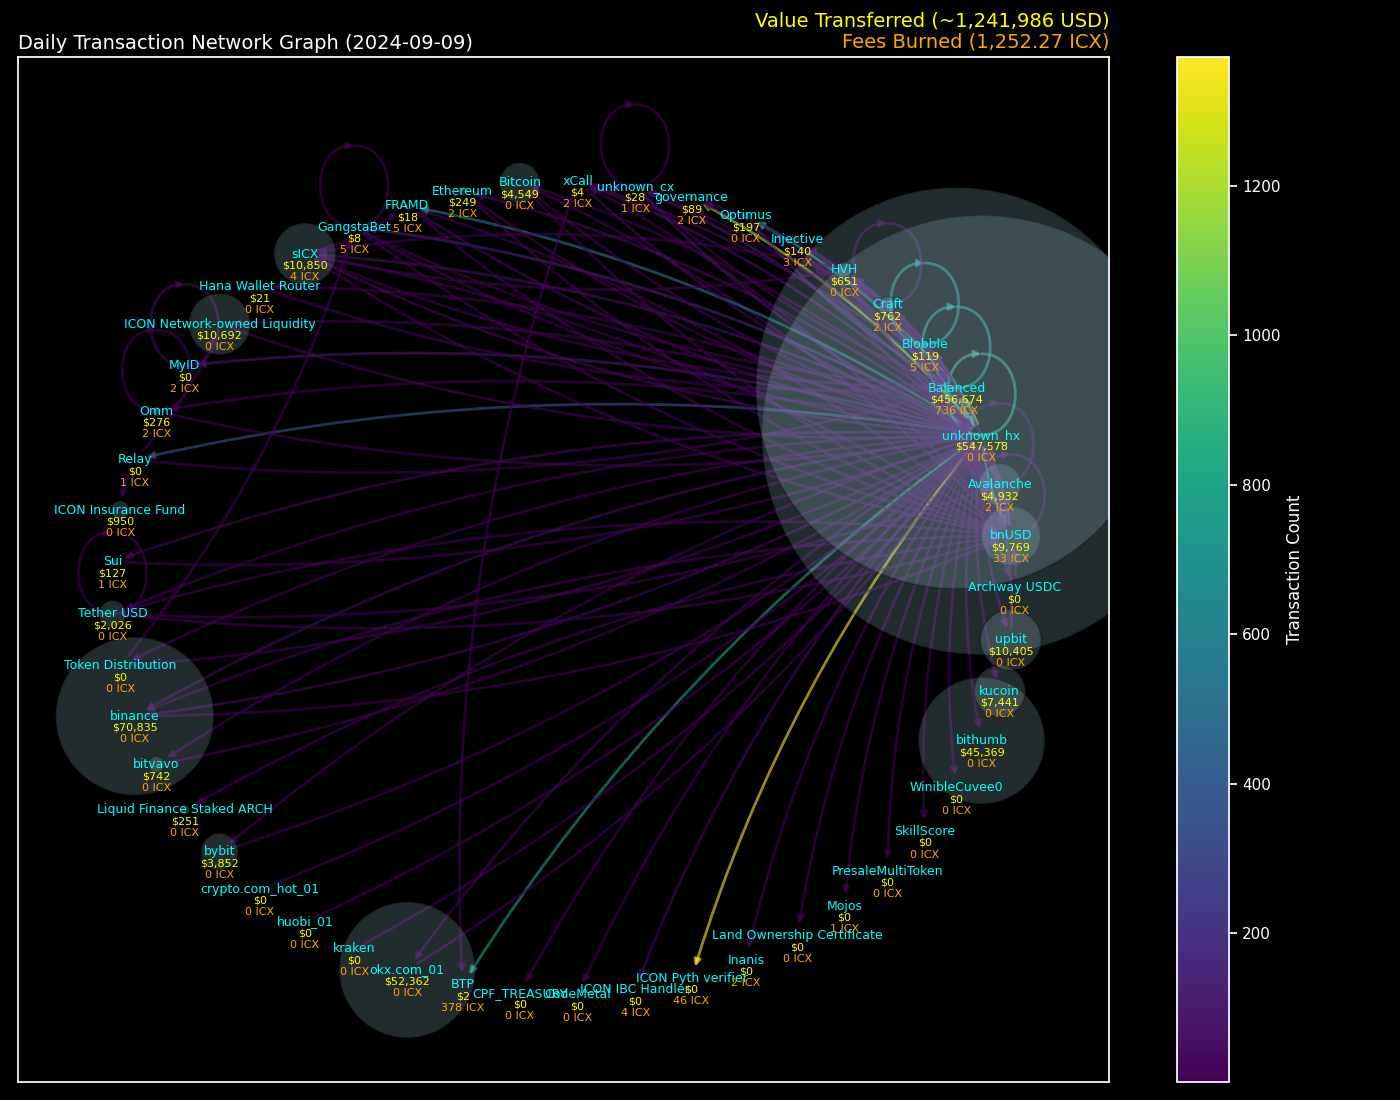 Value Transferred (~1,241,986 USD)
Daily Transaction Network Graph (2024-09-09)
Fees Burned (1,252.27 ICX)
Bitcoin
$4,549
0 ICX
xCall
$4
2 ICX
unknown_cx
$28
1 ICX
Ethereum
$249
2 ICX
governance
$89
2 ICX
FRAMD
$18
5 ICX
Optimus
$197
0 ICX
GangstaBet
$8
5 ICX
Injective
$140
3 ICX
sICX
$10,850
4 ICX
HVH
$651
0 ICX
Hana Wallet Router
$21
0 ICX
Craft
$762
2 ICX
ICON Network-owned Liquidity
$10,692
0 ICX
Blobble
$119
5 ICX
MyID
$0
2 ICX
Balanced
$456,674
736 ICX
Omm
$276
2 ICX
unknown_hx
$547,578
0 ICX
Relay
$0
1 ICX
Avalanche
$4,932
2 ICX
ICON Insurance Fund
$950
0 ICX
bnUSD
$9,769
33 ICX
Sui
$127
1 ICX
Archway USDC
$0
0 ICX
Tether USD
$2,026
0 ICX
upbit
$10,405
0 ICX
Token Distribution
$0
0 ICX
kucoin
$7,441
0 ICX
binance
$70,835
0 ICX
bithumb
$45,369
0 ICX
bitvavo
$742
0 ICX
WinibleCuvee0
$0
0 ICX
Liquid Finance Staked ARCH
$251
0 ICX
SkillScore
$0
0 ICX
bybit
$3,852
0 ICX
PresaleMultiToken
$0
0 ICX
crypto.com_hot_01
$0
0 ICX
Mojos
$0
1 ICX
huobi_01
$0
0 ICX
Land Ownership Certificate
$0
0 ICX
kraken
$0
0 ICX
Inanis
$0
2 ICX
okx.com_01
$52,362
0 ICX
ICON Pyth verifier
$0
46 ICX
BTP
$2
378 ICX
CPF_TREASURY
$0
0 ICX
CodeMetal
$0
0 ICX
ICON IBC Handler
$0
4 ICX
1200
1000
800
600
400
200
Transaction Count